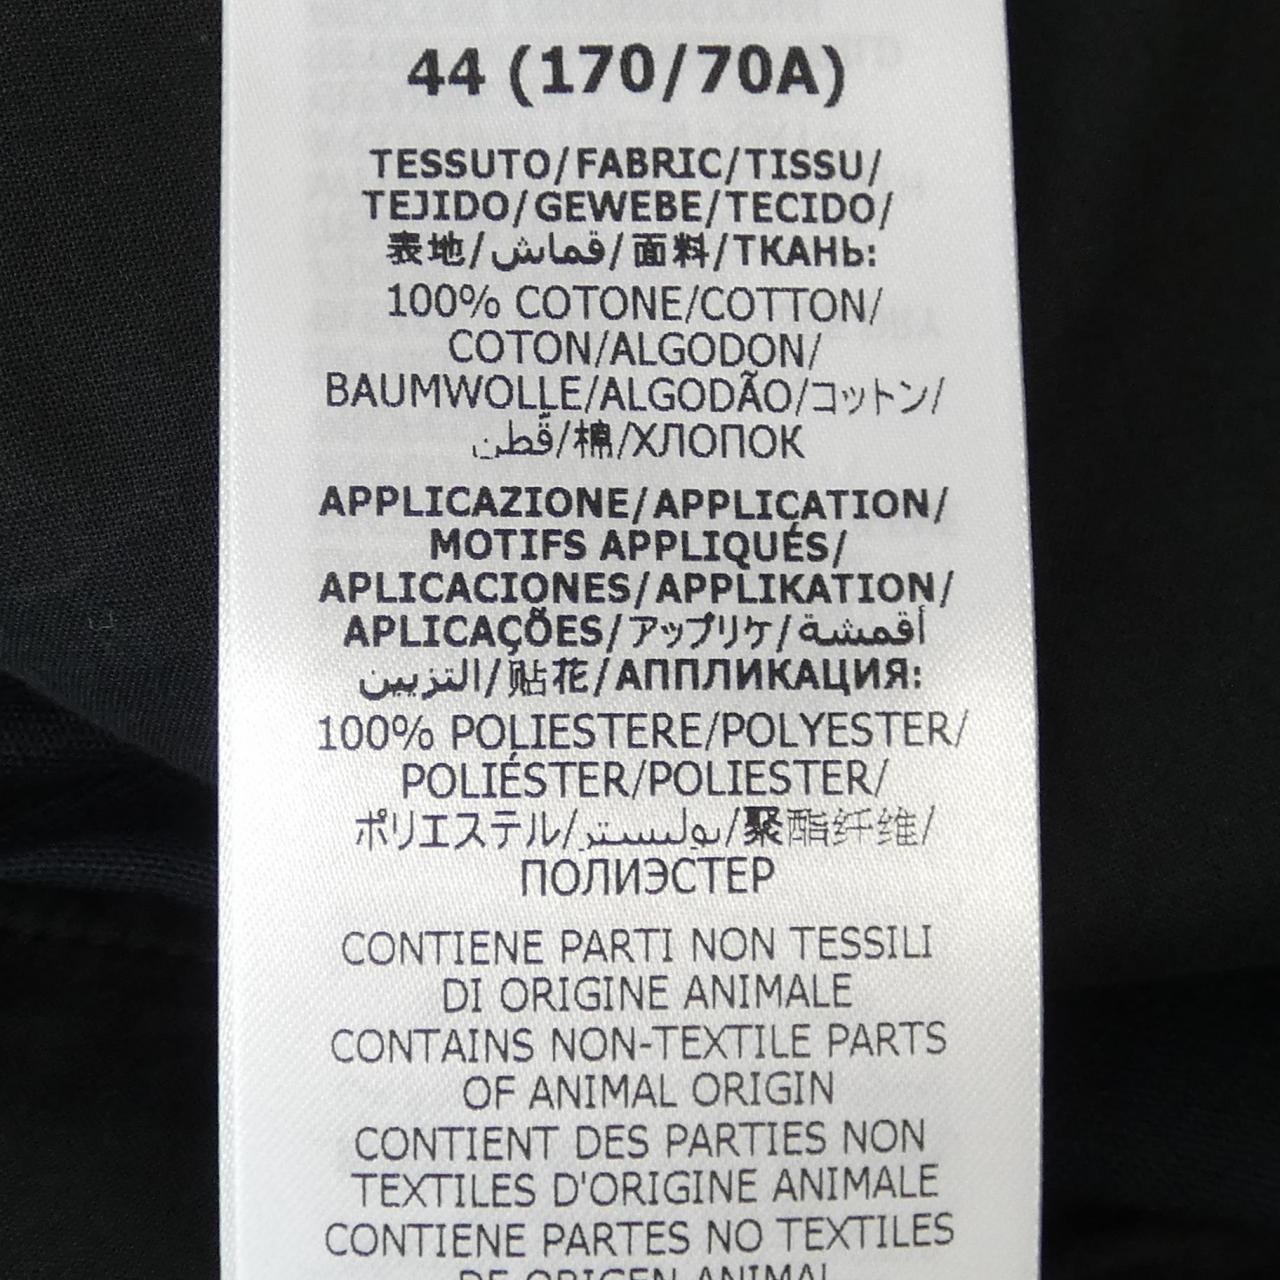 44 (170/70A)
TESSUTO/FABRIC/TISSU/
TEJIDO/GEWEBE/TECIDO/
表地/قماش/面料/ТКАНЬ:
100% COTONE/COTTON/
COTON/ALGODON/
BAUMWOLLE/ALGODÃO/コットン/
قطن/棉/ХЛОПОК
APPLICAZIONE/APPLICATION/
MOTIFS APPLIQUÉS/
APLICACIONES/APPLIKATION/
APLICAÇÕES/アップリケ/أقمشة
التزيين/贴花/АППЛИКАЦИЯ:
100% POLIESTERE/POLYESTER/
POLIÉSTER/POLIESTER/
ポリエステル/بوليستر/聚酯纤维/
ПОЛИЭСТЕР
CONTIENE PARTI NON TESSILI
DI ORIGINE ANIMALE
CONTAINS NON-TEXTILE PARTS
OF ANIMAL ORIGIN
CONTIENT DES PARTIES NON
TEXTILES D'ORIGINE ANIMALE
CONTIENE PARTES NO TEXTILES
DE ORIGEN ANIMAL